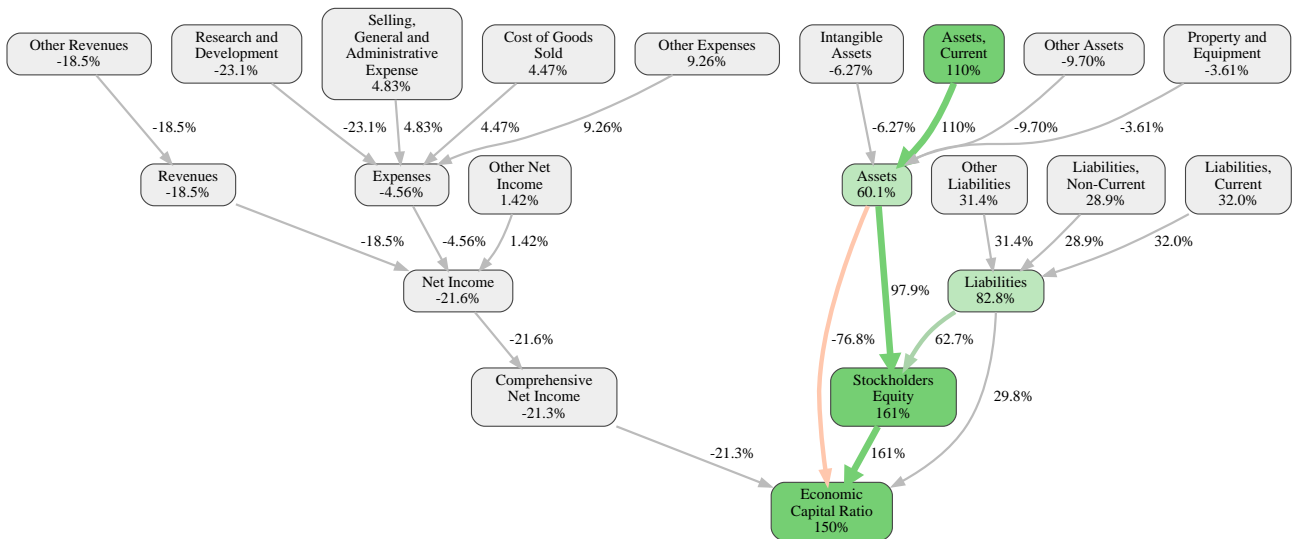 Other Revenues
-18.5%
Research and
Development
-23.1%
Selling,
General and
Administrative
Expense
4.83%
Cost of Goods
Sold
4.47%
Other Expenses
9.26%
Intangible
Assets
-6.27%
Assets,
Current
110%
Other Assets
-9.70%
Property and
Equipment
-3.61%
-18.5%
-23.1%
4.83%
4.47%
9.26%
-6.27%
110%
-9.70%
-3.61%
Revenues
-18.5%
Expenses
-4.56%
Other Net
Income
1.42%
Assets
60.1%
Other
Liabilities
31.4%
Liabilities,
Non-Current
28.9%
Liabilities,
Current
32.0%
-18.5%
-4.56%
1.42%
31.4%
28.9%
32.0%
Net Income
-21.6%
97.9%
Liabilities
82.8%
-21.6%
-76.8%
62.7%
Comprehensive
Net Income
-21.3%
Stockholders
Equity
161%
29.8%
-21.3%
161%
Economic
Capital Ratio
150%